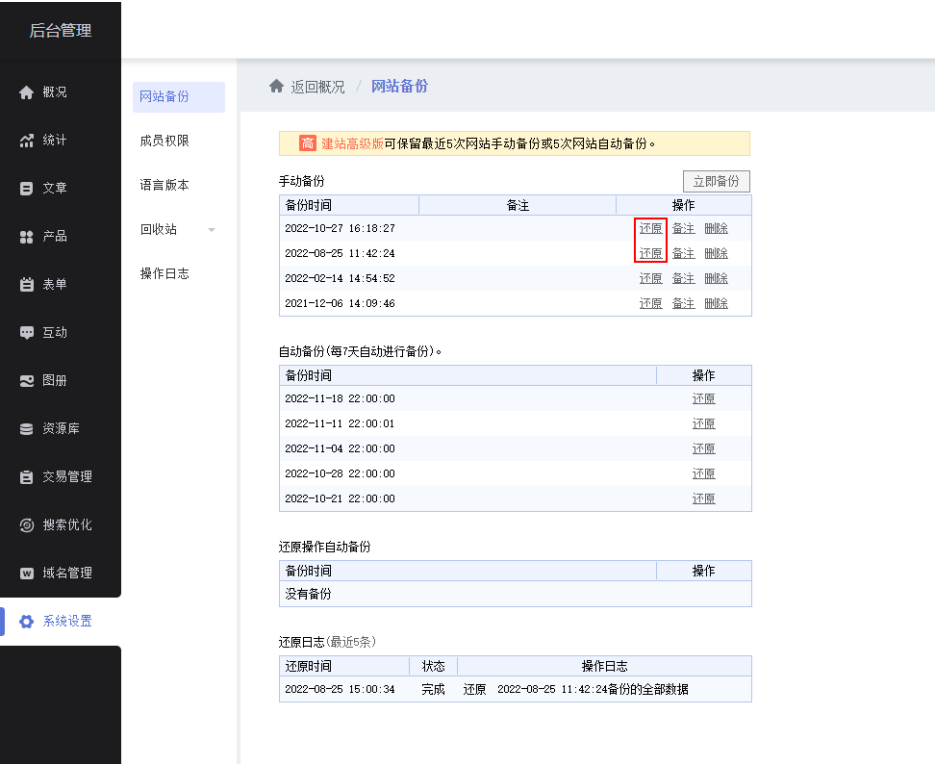 后台管理
概况
统计
文章
产品
表单
互动
图册
资源库
交易管理
搜索优化
域名管理
系统设置
网站备份
成员权限
语言版本
回收站
操作日志
返回概况 / 网站备份
高 建站高级版可保留最近5次网站手动备份或5次网站自动备份。
手动备份 立即备份
备份时间 备注 操作
2022-10-27 16:18:27 还原 备注 删除
2022-08-25 11:42:24 还原 备注 删除
2022-02-14 14:54:52 还原 备注 删除
2021-12-06 14:09:46 还原 备注 删除
自动备份(每7天自动进行备份)。
备份时间 操作
2022-11-18 22:00:00 还原
2022-11-11 22:00:01 还原
2022-11-04 22:00:00 还原
2022-10-28 22:00:00 还原
2022-10-21 22:00:00 还原
还原操作自动备份
备份时间 操作
没有备份
还原日志(最近5条)
还原时间 状态 操作日志
2022-08-25 15:00:34 完成 还原 2022-08-25 11:42:24备份的全部数据